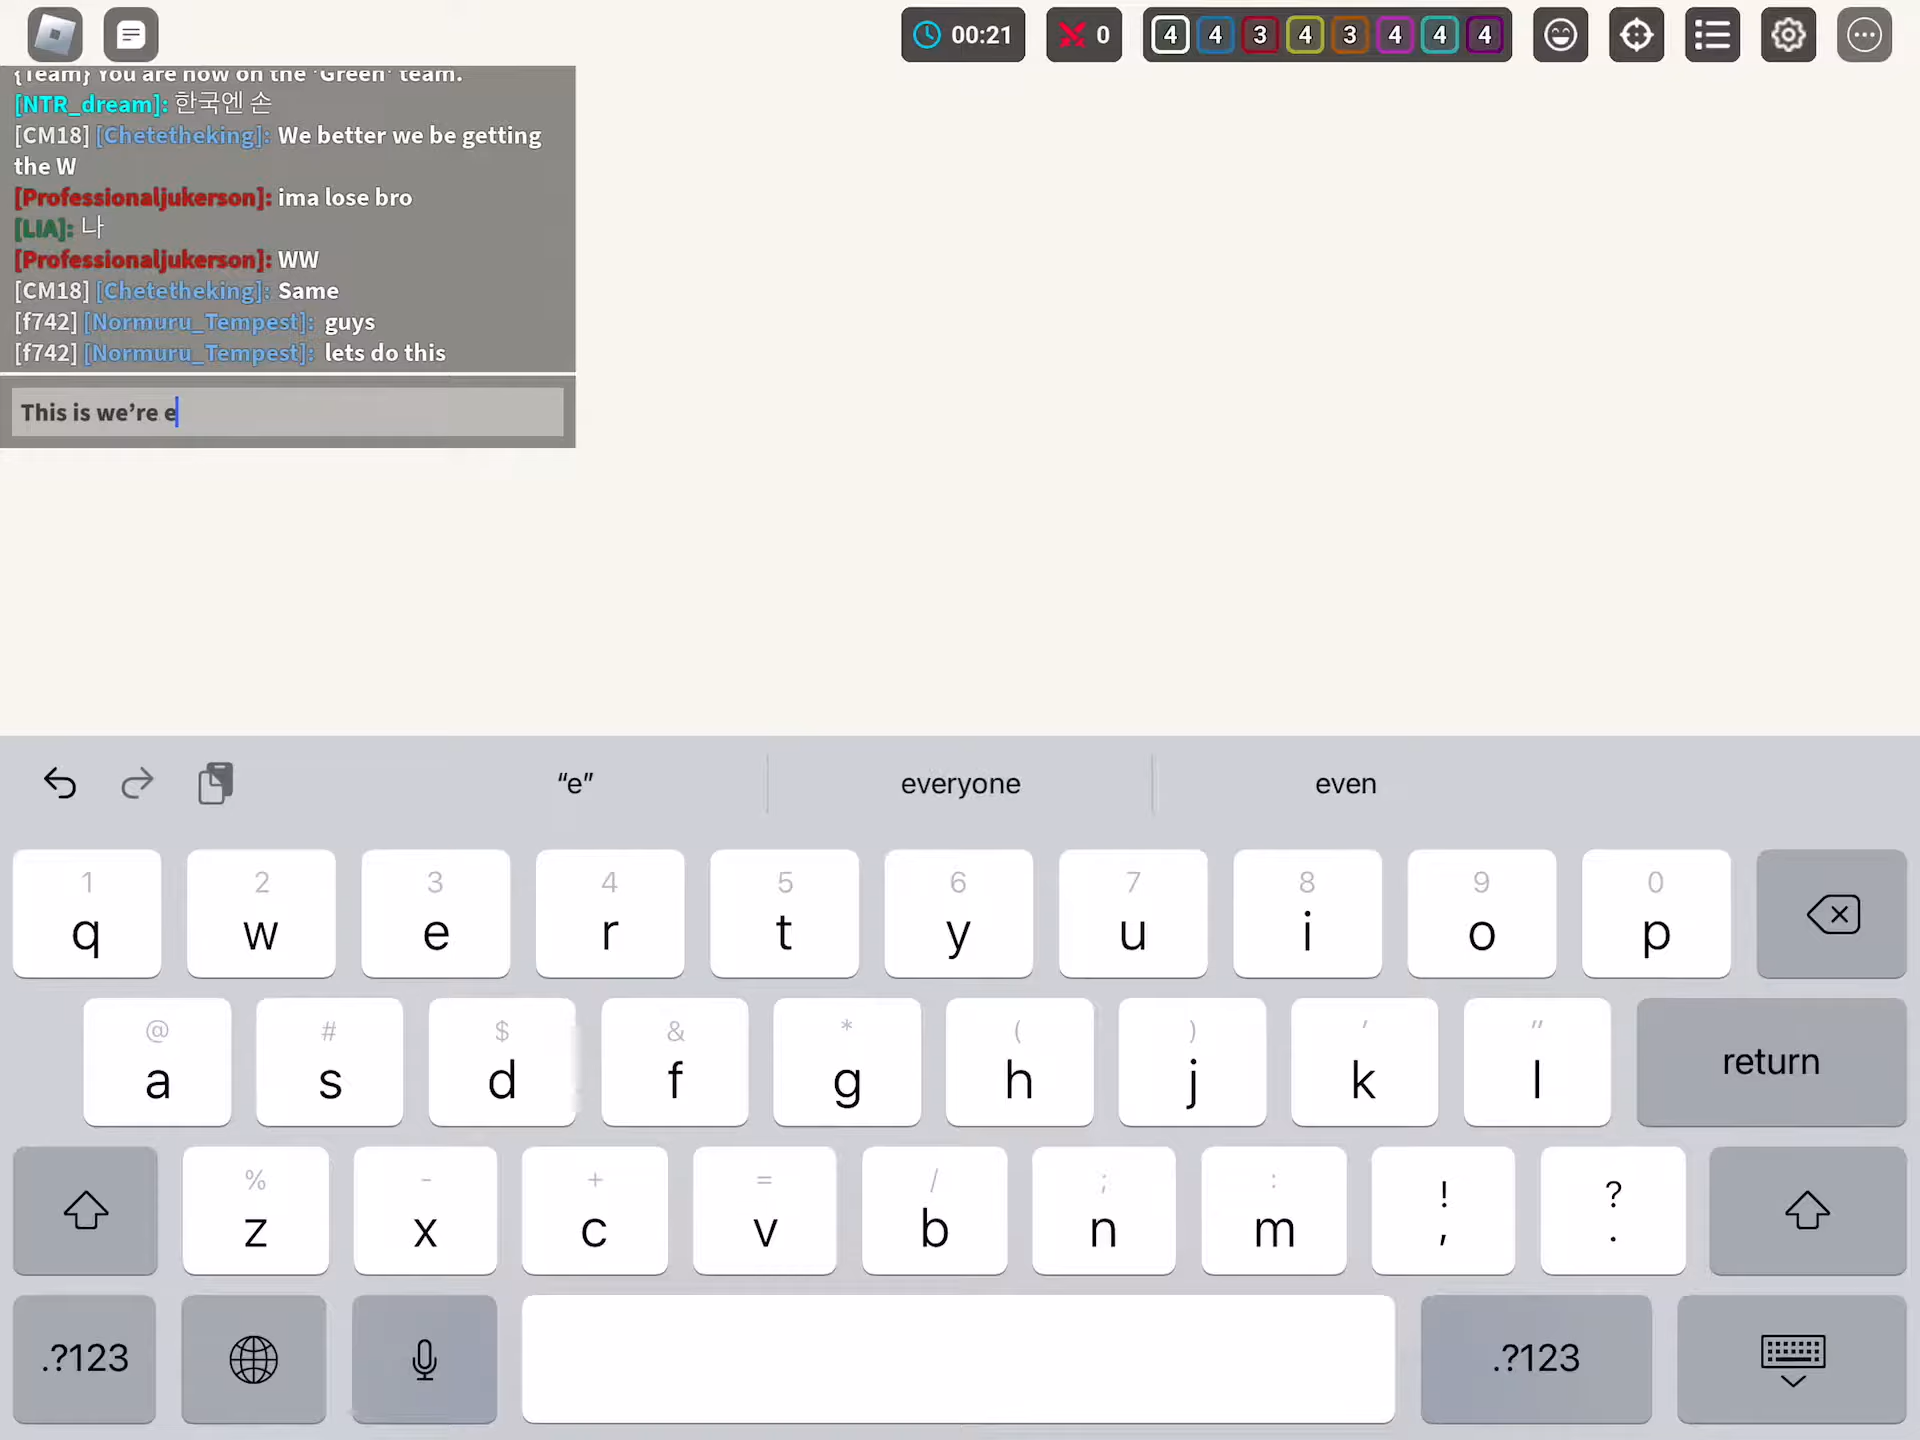 00:21
0
4 4 3 4 3 4 4 4
{Team} You are now on the 'Green' team.
[NTR_dream]: 한국엔 손
[CM18] [Chetetheking]: We better we be getting
the W
[Professionaljukerson]: ima lose bro
[LIA]: 나
[Professionaljukerson]: WW
[CM18] [Chetetheking]: Same
[f742] [Normuru_Tempest]: guys
[f742] [Normuru_Tempest]: lets do this
This is we’re e
“e” everyone even
1 2 3 4 5 6 7 8 9 0
q w e r t y u i o p
@ # $ & * ( ) ' "
a s d f g h j k l return
% - + = / ; : ! ?
z x c v b n m , .
.?123 .?123